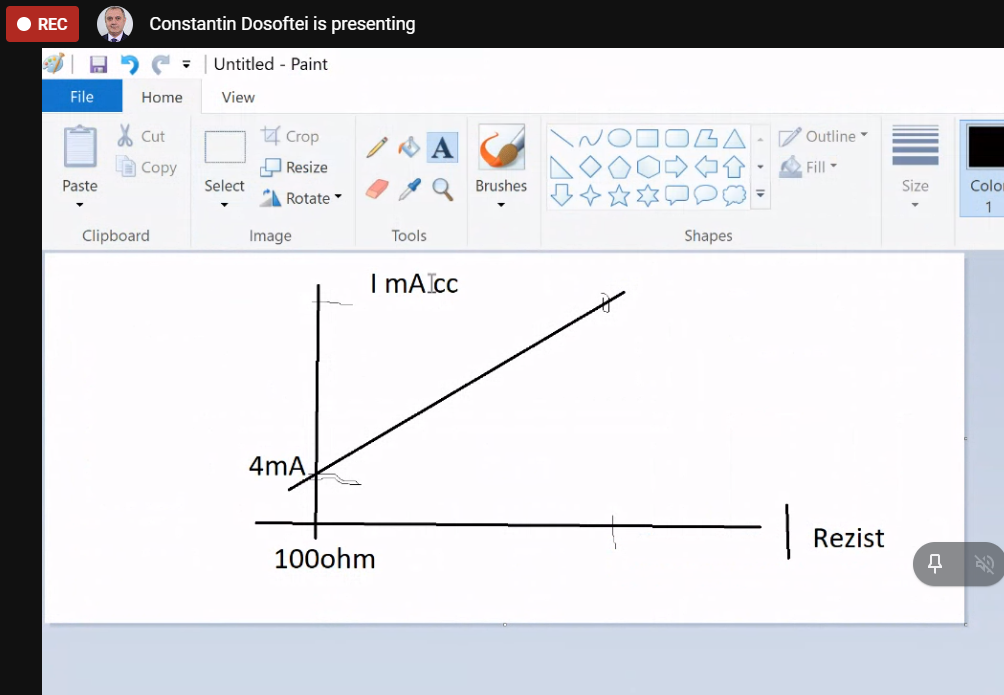 REC
Constantin Dosoftei is presenting
Untitled - Paint
File Home View
Paste
Cut
Copy
Clipboard
Select
Crop
Resize
Rotate
Image
A
Tools
Brushes
Outline
Fill
Shapes
Size
Colo
1
I mA cc
4mA
100ohm
Rezist